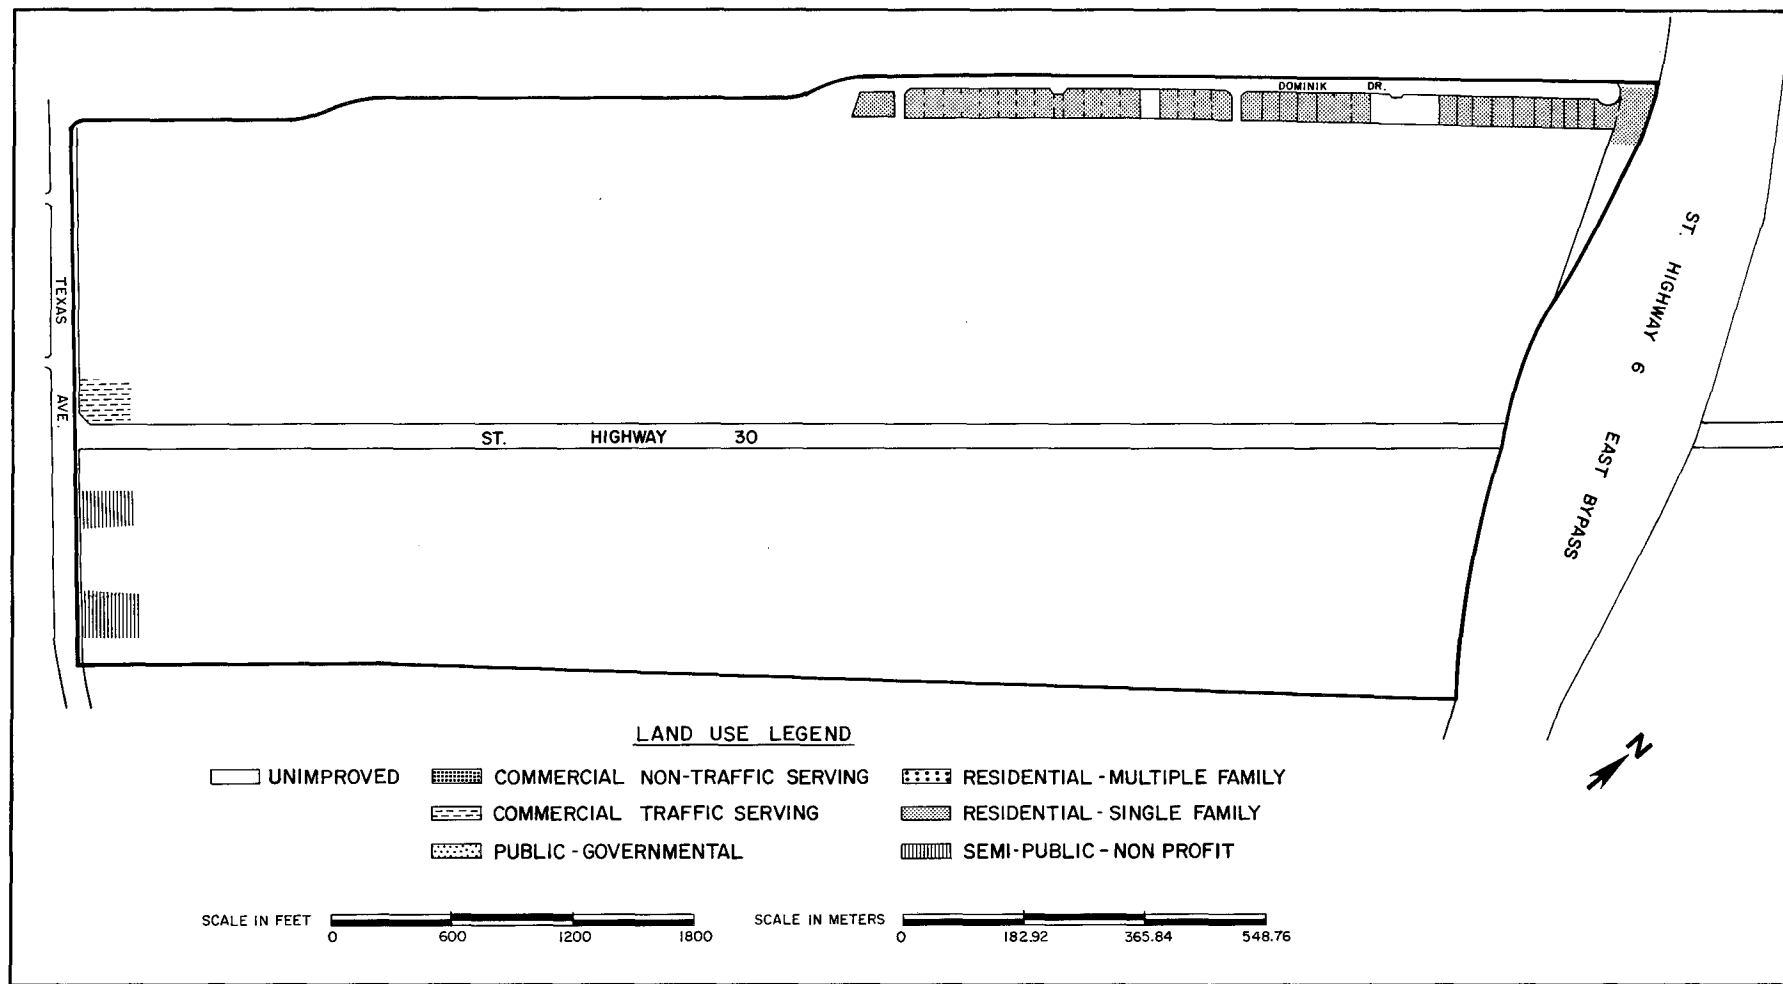 DOMINIK DR.
TEXAS AVE.
ST. HIGHWAY 30
ST. HIGHWAY 6 EAST BYPASS
N
LAND USE LEGEND
UNIMPROVED
COMMERCIAL NON-TRAFFIC SERVING
RESIDENTIAL - MULTIPLE FAMILY
COMMERCIAL TRAFFIC SERVING
RESIDENTIAL - SINGLE FAMILY
PUBLIC - GOVERNMENTAL
SEMI-PUBLIC - NON PROFIT
SCALE IN FEET
0 600 1200 1800
SCALE IN METERS
0 182.92 365.84 548.76